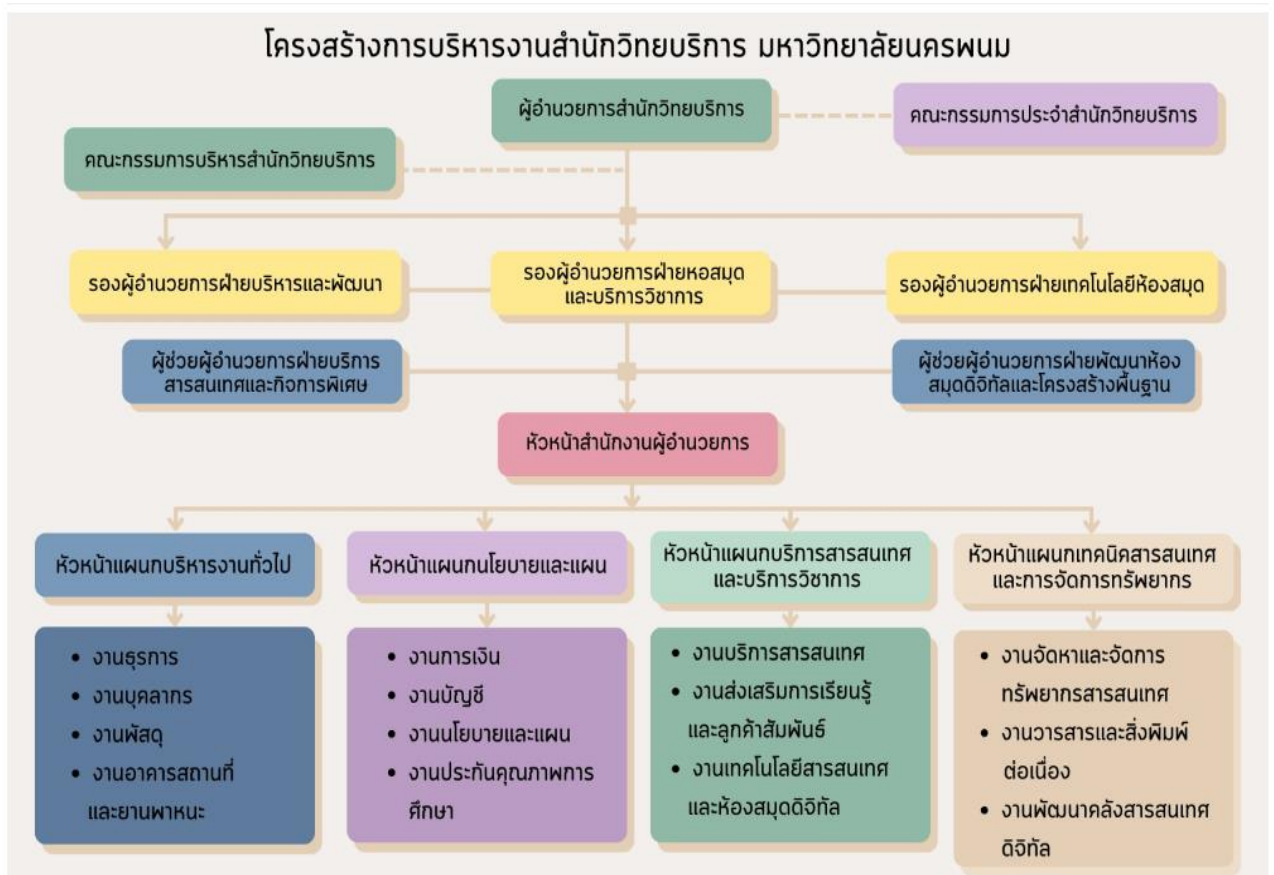 โครงสร้างการบริหารงานสำนักวิทยบริการ มหาวิทยาลัยนครพนม
ผู้อำนวยการสำนักวิทยบริการ
คณะกรรมการประจำสำนักวิทยบริการ
คณะกรรมการบริหารสำนักวิทยบริการ
รองผู้อำนวยการฝ่ายบริหารและพัฒนา
รองผู้อำนวยการฝ่ายหอสมุด
และบริการวิชาการ
รองผู้อำนวยการฝ่ายเทคโนโลยีห้องสมุด
ผู้ช่วยผู้อำนวยการฝ่ายบริการ
สารสนเทศและกิจการพิเศษ
ผู้ช่วยผู้อำนวยการฝ่ายพัฒนาห้อง
สมุดดิจิทัลและโครงสร้างพื้นฐาน
หัวหน้าสำนักงานผู้อำนวยการ
หัวหน้าแผนกบริหารงานทั่วไป
หัวหน้าแผนกนโยบายและแผน
หัวหน้าแผนกบริการสารสนเทศ
และบริการวิชาการ
หัวหน้าแผนกเทคนิคสารสนเทศ
และการจัดการทรัพยากร
• งานธุรการ
• งานบุคลากร
• งานพัสดุ
• งานอาคารสถานที่
และยานพาหนะ
• งานการเงิน
• งานบัญชี
• งานนโยบายและแผน
• งานประกันคุณภาพการ
ศึกษา
• งานบริการสารสนเทศ
• งานส่งเสริมการเรียนรู้
และลูกค้าสัมพันธ์
• งานเทคโนโลยีสารสนเทศ
และห้องสมุดดิจิทัล
• งานจัดหาและจัดการ
ทรัพยากรสารสนเทศ
• งานวารสารและสิ่งพิมพ์
ต่อเนื่อง
• งานพัฒนาคลังสารสนเทศ
ดิจิทัล